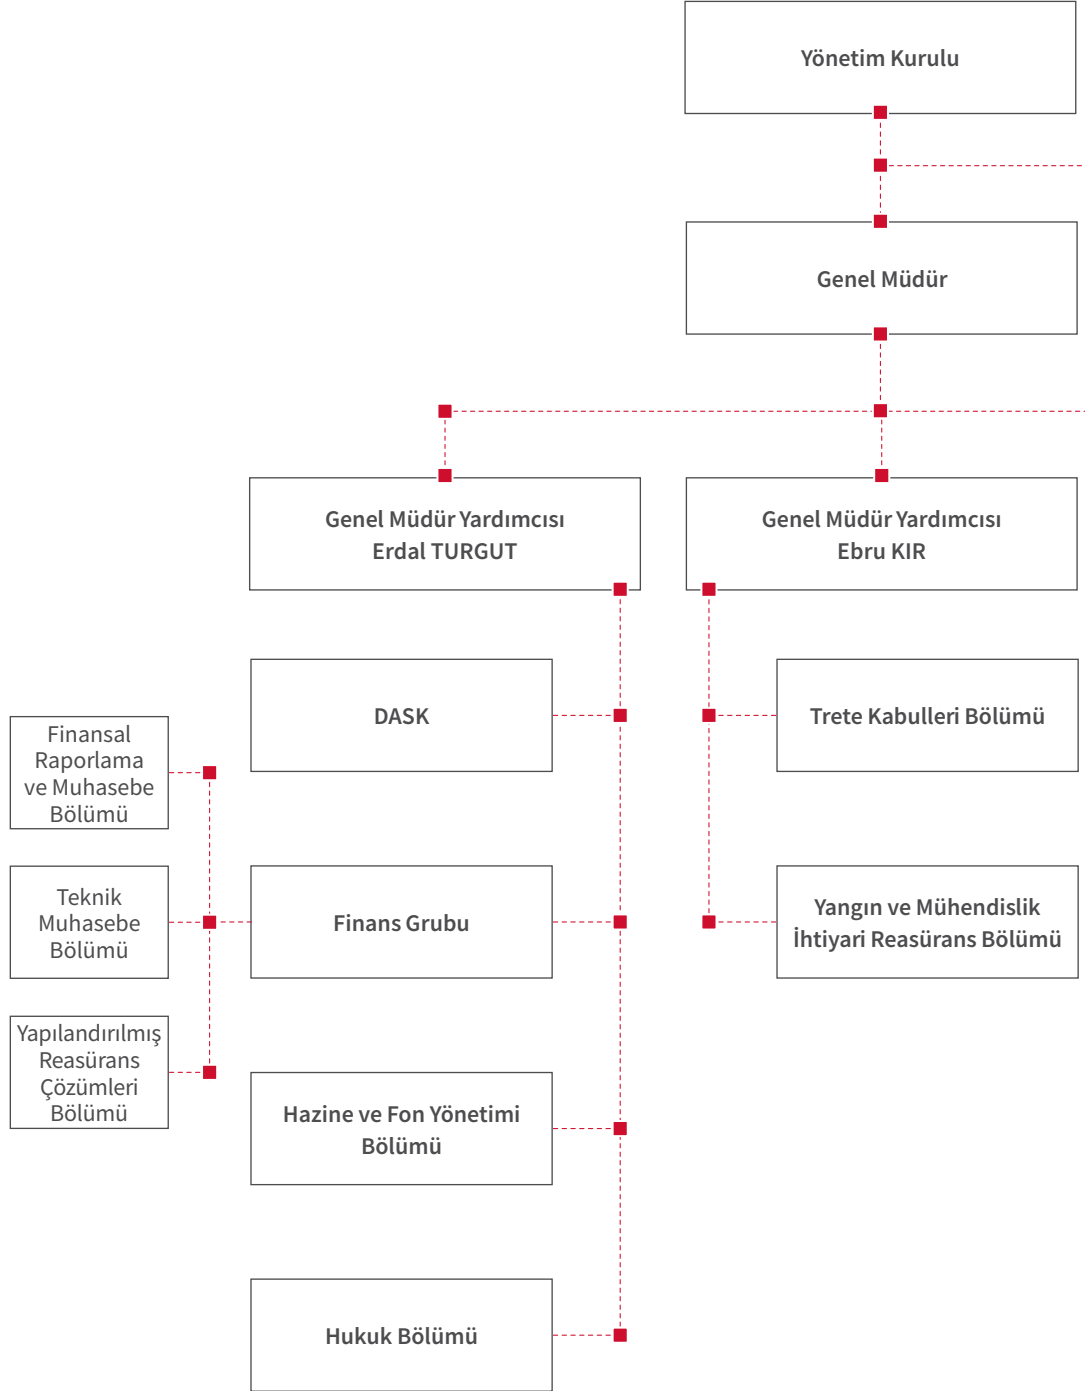 Yönetim Kurulu
Genel Müdür
Genel Müdür Yardımcısı
Erdal TURGUT
Genel Müdür Yardımcısı
Ebru KIR
DASK
Trete Kabulleri Bölümü
Finansal
Raporlama
ve Muhasebe
Bölümü
Teknik
Muhasebe
Bölümü
Finans Grubu
Yangın ve Mühendislik
İhtiyari Reasürans Bölümü
Yapılandırılmış
Reasürans
Çözümleri
Bölümü
Hazine ve Fon Yönetimi
Bölümü
Hukuk Bölümü